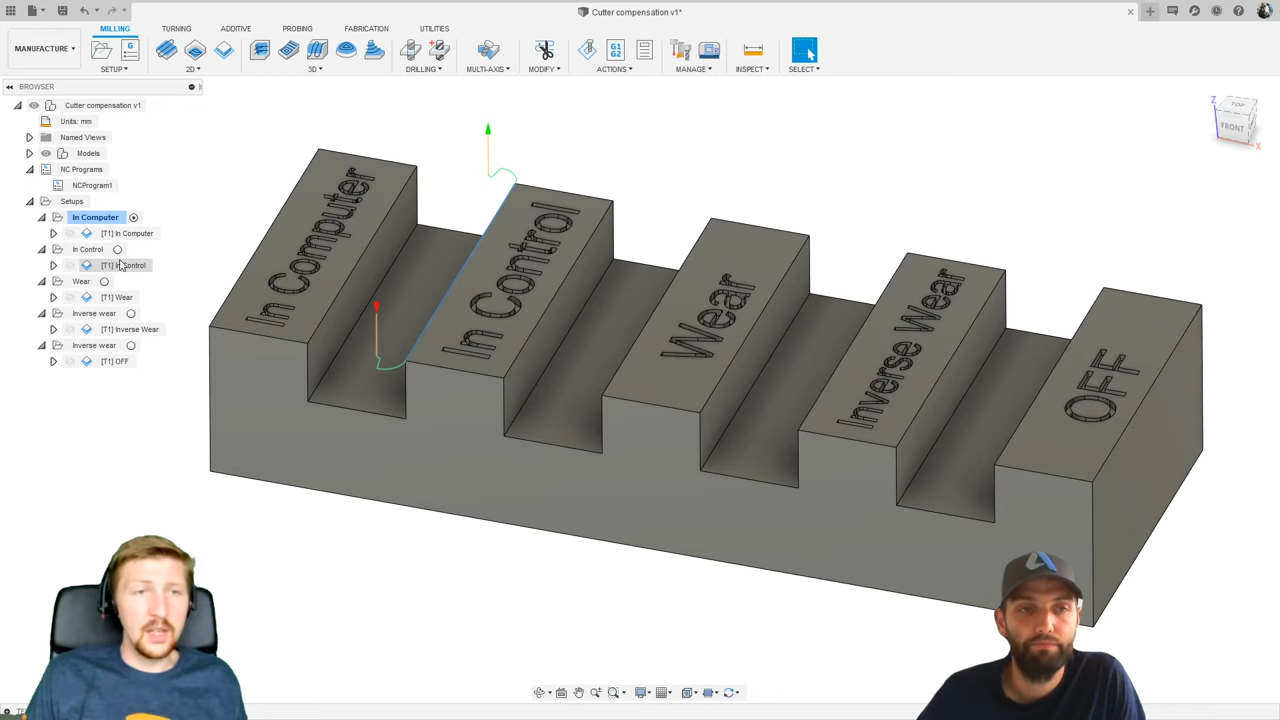 Cutter compensation v1*
MANUFACTURE
MILLING
TURNING
ADDITIVE
PROBING
FABRICATION
UTILITIES
G1
G2
SETUP
2D
3D
DRILLING
MULTI-AXIS
MODIFY
ACTIONS
MANAGE
INSPECT
SELECT
BROWSER
Cutter compensation v1
Units: mm
Named Views
Models
NC Programs
NCProgram1
Setups
In Computer
[T1] In Computer
In Control
[T1] In Control
Wear
[T1] Wear
Inverse wear
[T1] Inverse Wear
Inverse wear
[T1] OFF
Z
TOP
FRONT
X
In Computer
In Control
Wear
Inverse Wear
OFF